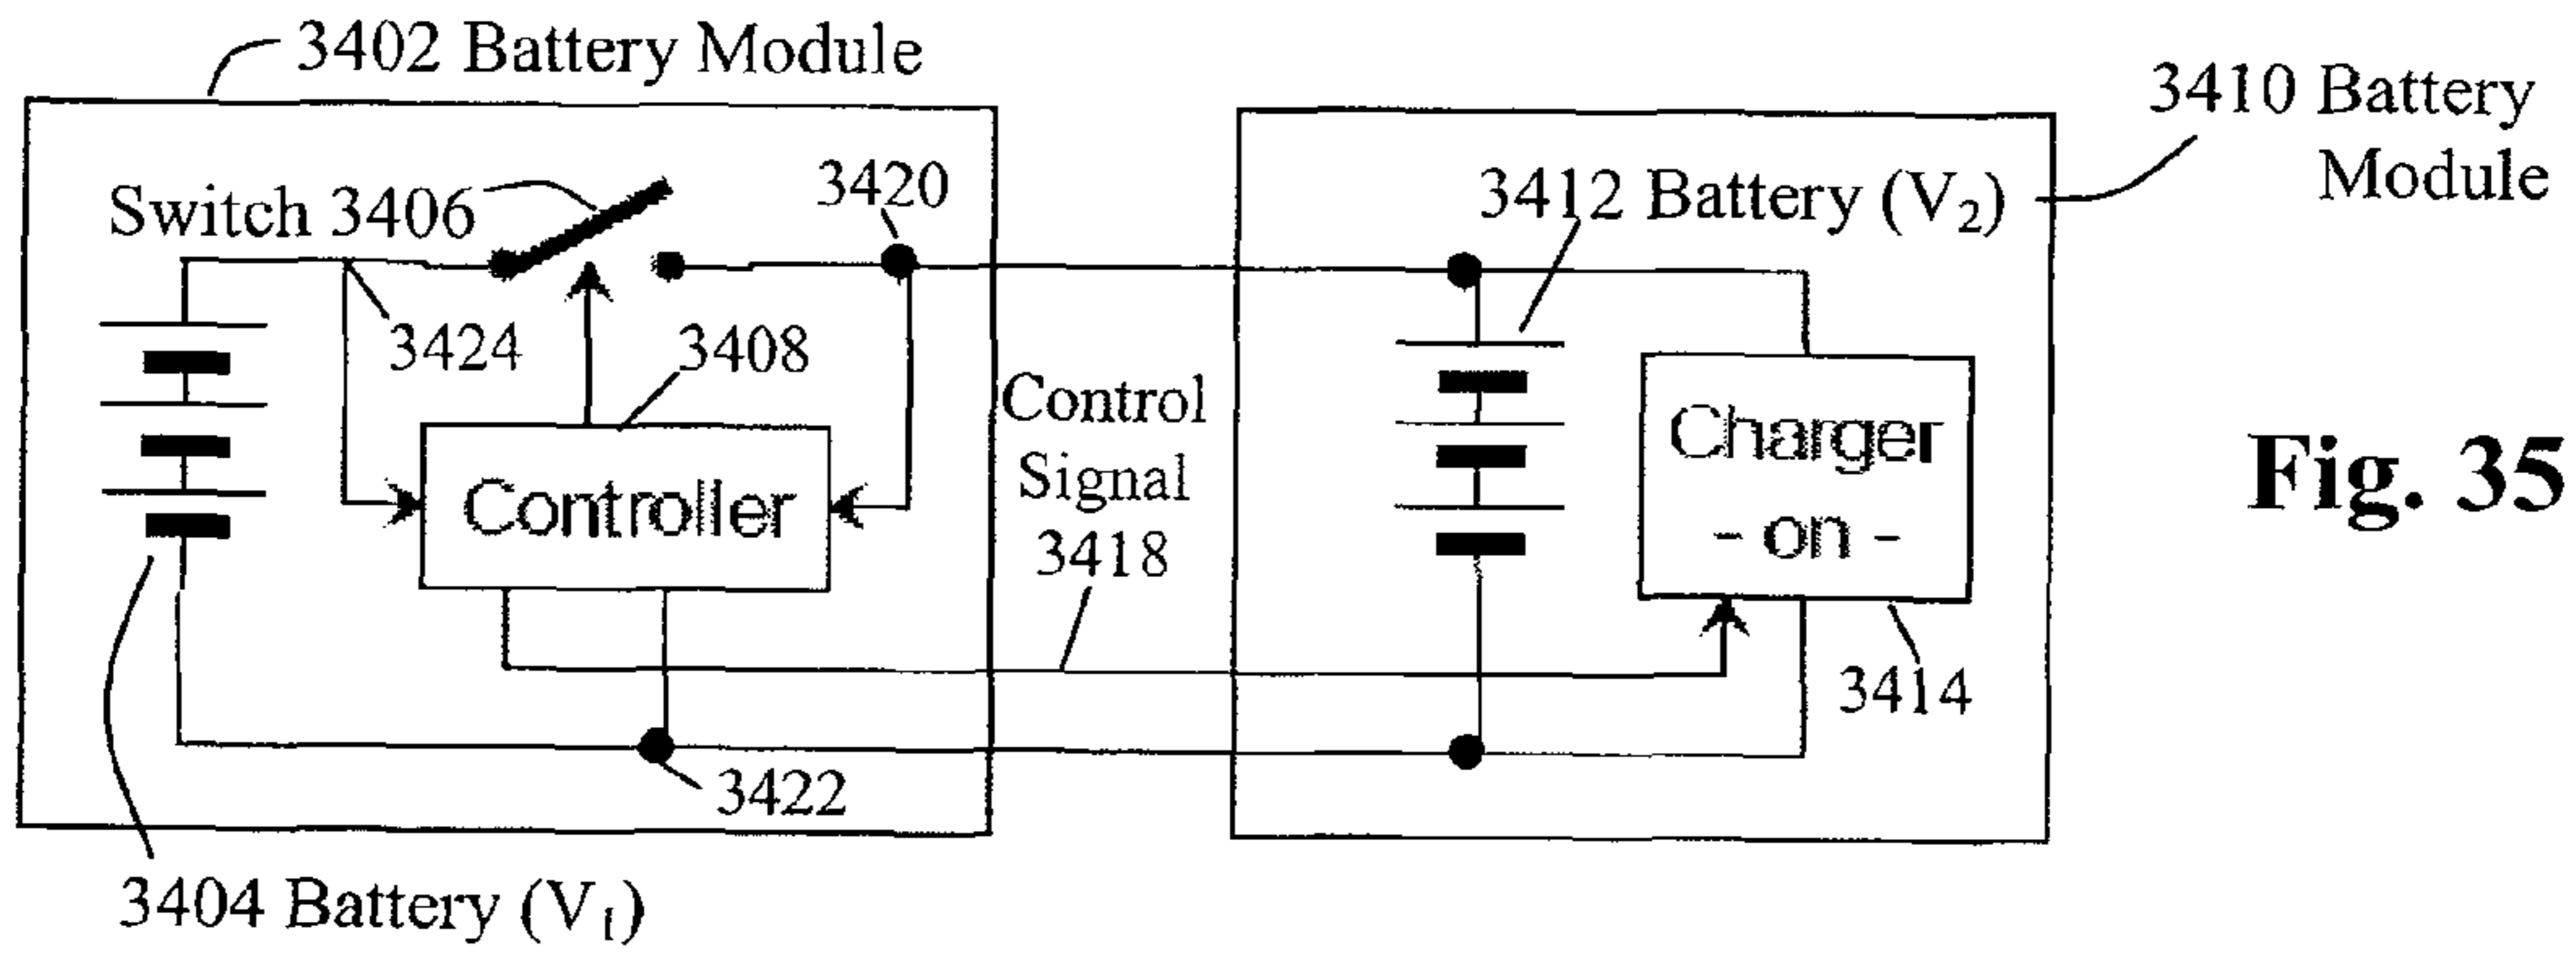 3402 Battery Module
3410 Battery
Module
Switch 3406
3420
3412 Battery (V₂)
3424
3408
Control
Signal
3418
Controller
Charger
- on -
Fig. 35
3414
3422
3404 Battery (V₁)